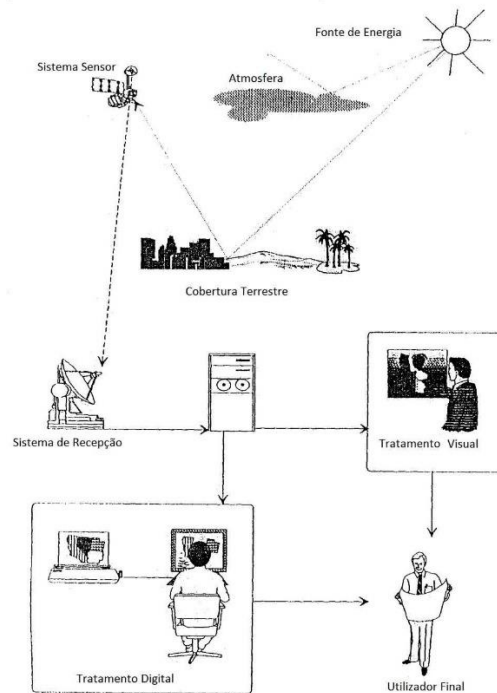 Fonte de Energia
Sistema Sensor
Atmosfera
Cobertura Terrestre
Sistema de Recepção
Tratamento Visual
Tratamento Digital
Utilizador Final